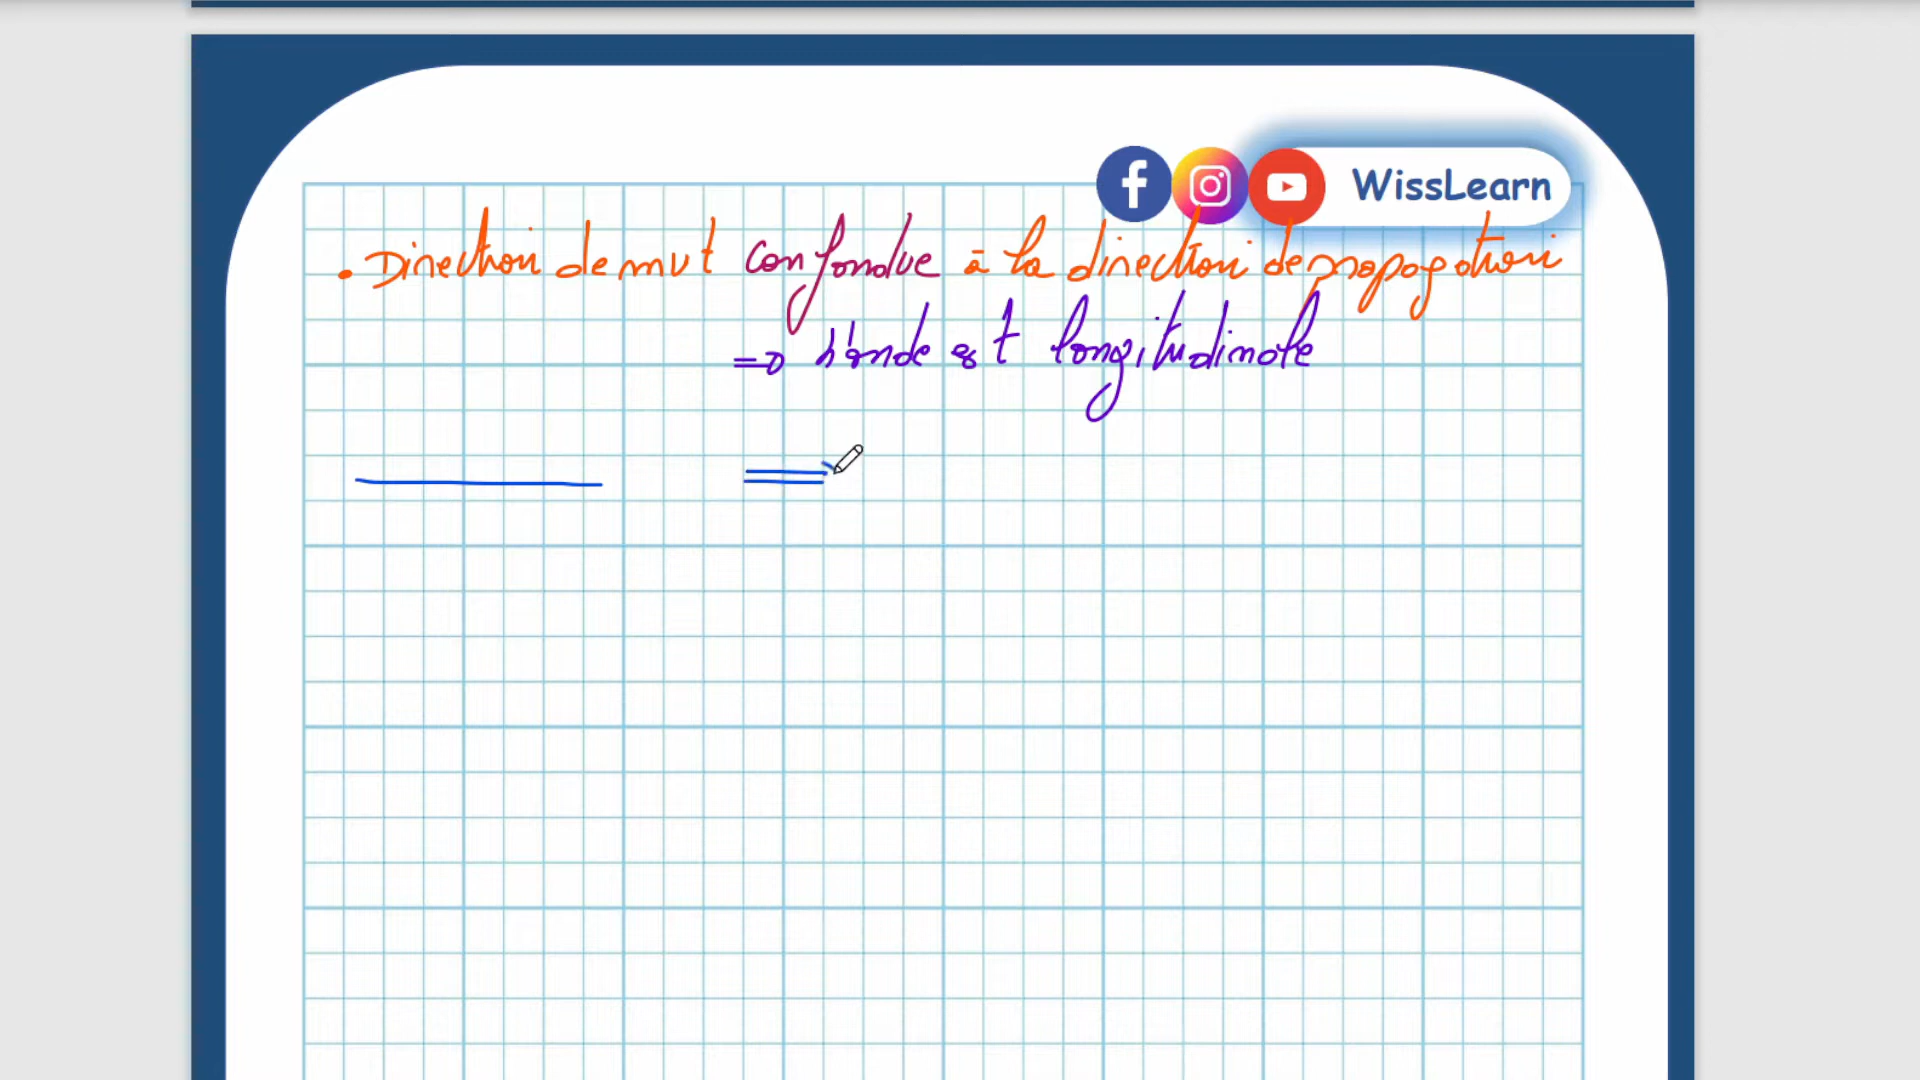 WissLearn
. Direction de mvt confondue à la direction de propagation
=> L'onde est longitudinale